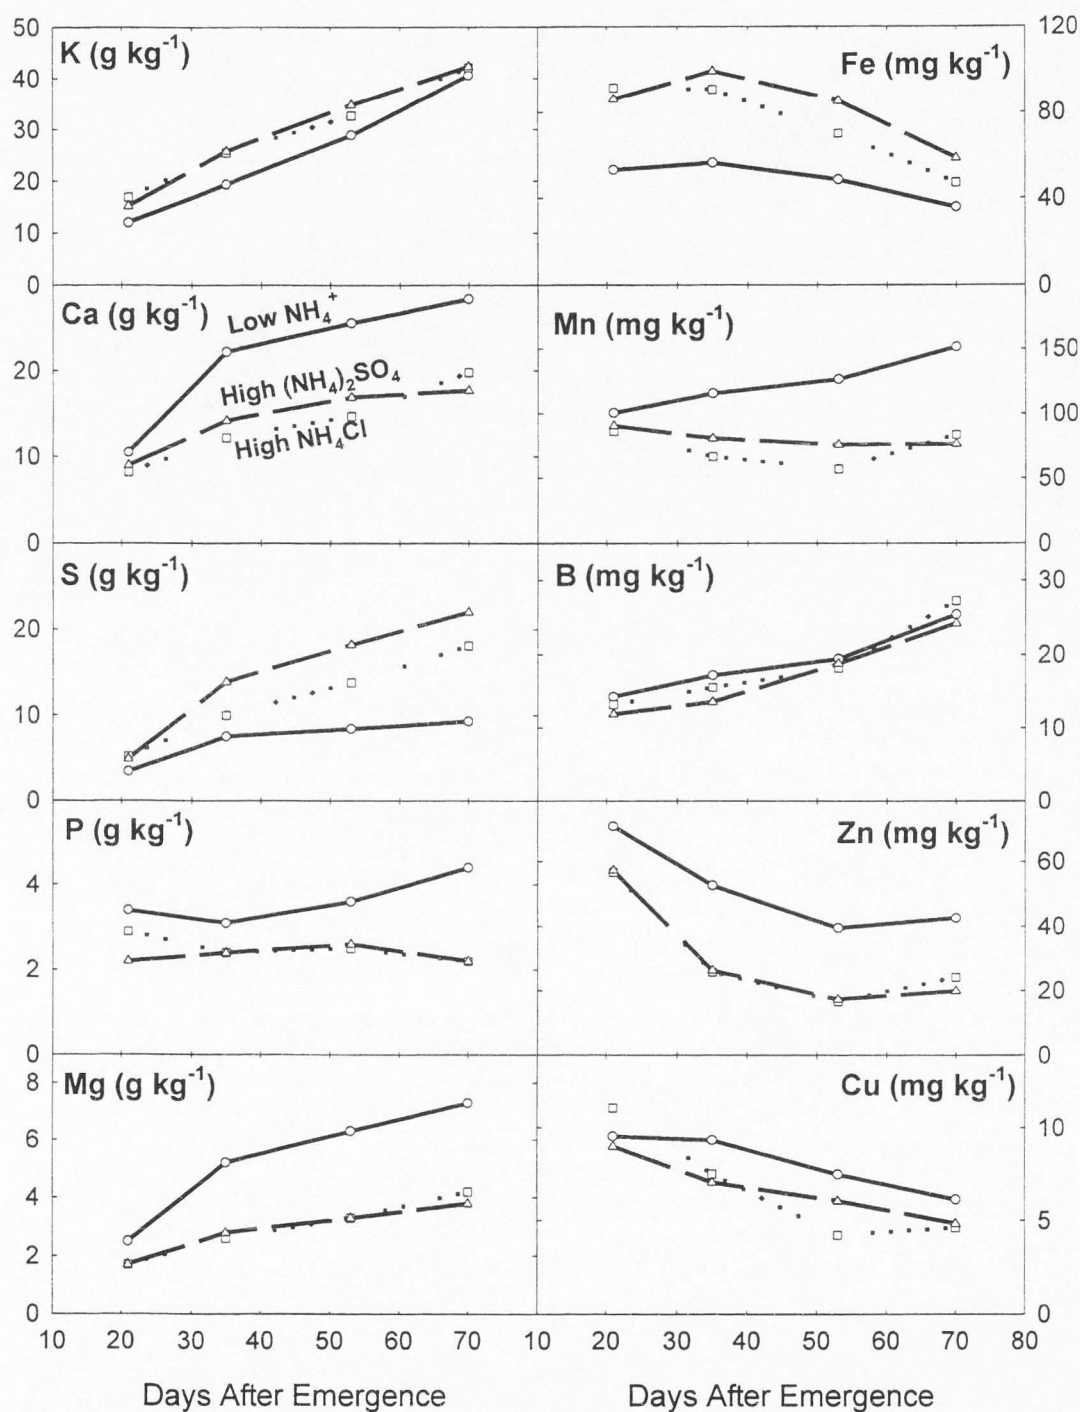 50
40
30
20
10
0
K (g kg⁻¹)
120
80
40
0
Fe (mg kg⁻¹)
20
10
0
Ca (g kg⁻¹)
Low NH₄⁺
High (NH₄)₂SO₄
High NH₄Cl
150
100
50
0
Mn (mg kg⁻¹)
20
10
0
S (g kg⁻¹)
30
20
10
0
B (mg kg⁻¹)
4
2
0
P (g kg⁻¹)
60
40
20
0
Zn (mg kg⁻¹)
8
6
4
2
0
Mg (g kg⁻¹)
10
5
0
Cu (mg kg⁻¹)
10 20 30 40 50 60 70 10 20 30 40 50 60 70 80
Days After Emergence
Days After Emergence